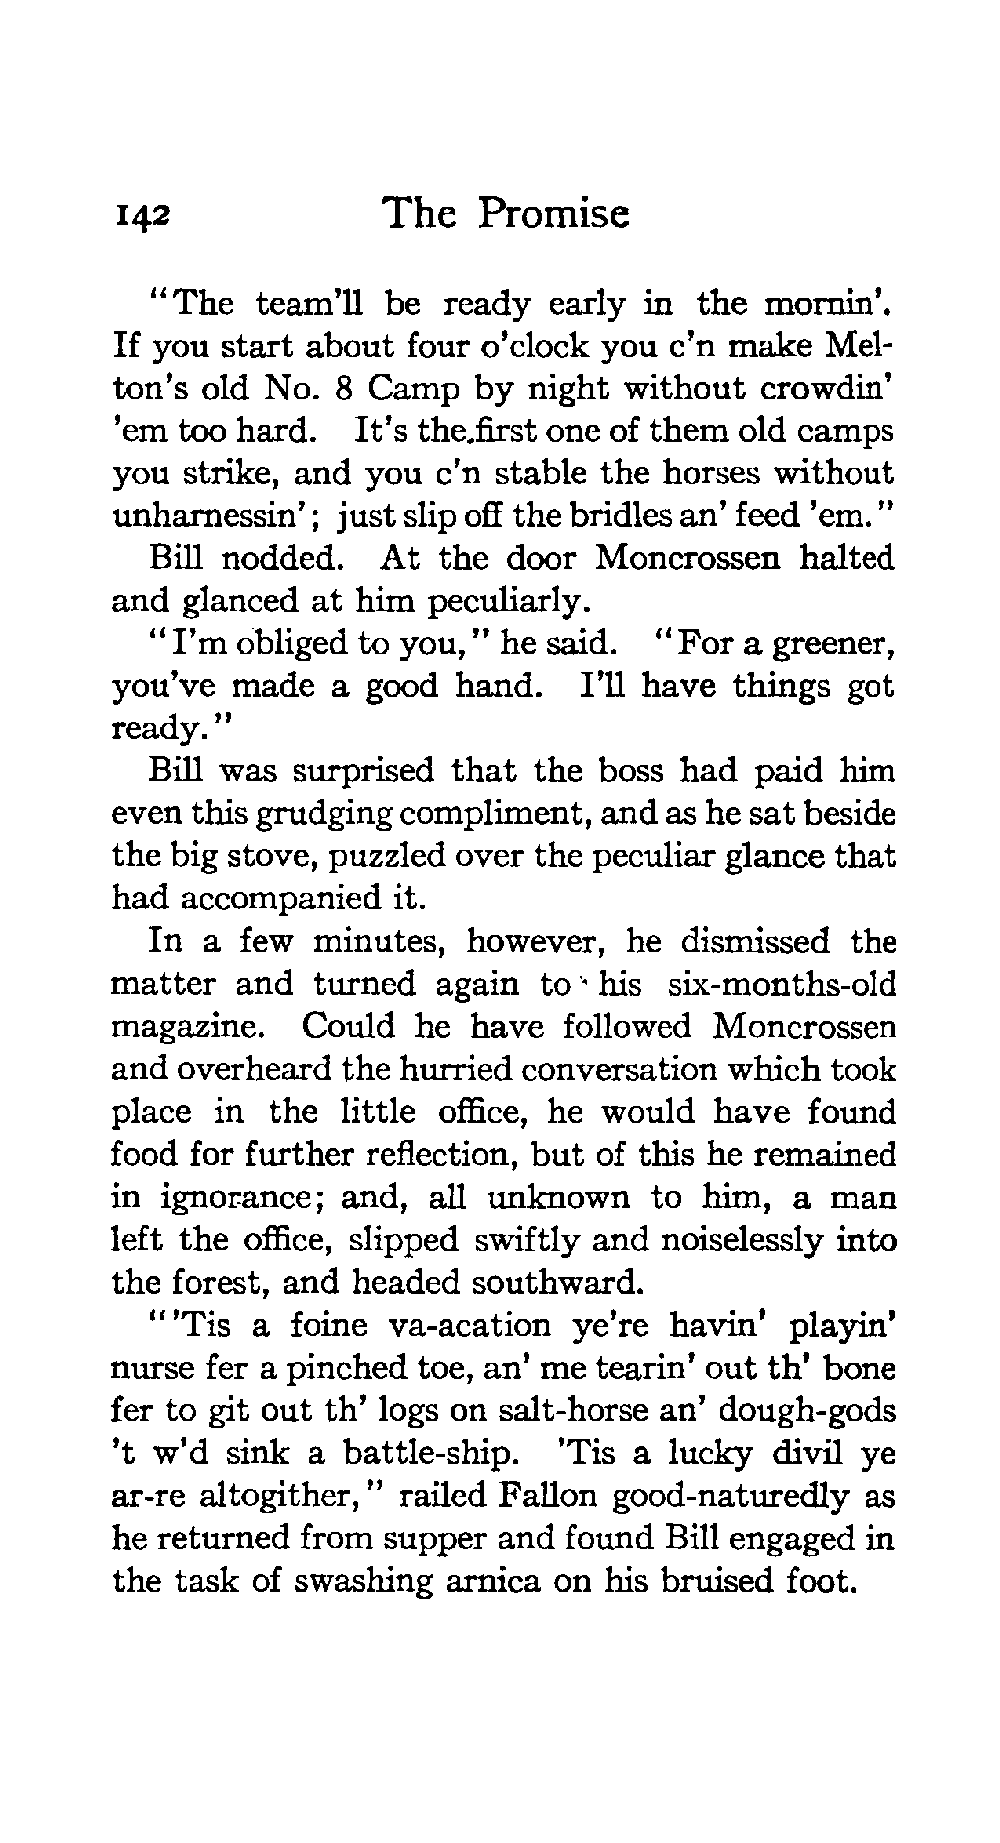 142 The Promise
"The team'll be ready early in the mornin'.
If you start about four o'clock you c'n make Mel-
ton's old No. 8 Camp by night without crowdin'
'em too hard. It's the first one of them old camps
you strike, and you c'n stable the horses without
unharnessin'; just slip off the bridles an' feed 'em."
Bill nodded. At the door Moncrossen halted
and glanced at him peculiarly.
"I'm obliged to you," he said. "For a greener,
you've made a good hand. I'll have things got
ready."
Bill was surprised that the boss had paid him
even this grudging compliment, and as he sat beside
the big stove, puzzled over the peculiar glance that
had accompanied it.
In a few minutes, however, he dismissed the
matter and turned again to his six-months-old
magazine. Could he have followed Moncrossen
and overheard the hurried conversation which took
place in the little office, he would have found
food for further reflection, but of this he remained
in ignorance; and, all unknown to him, a man
left the office, slipped swiftly and noiselessly into
the forest, and headed southward.
"'Tis a foine va-acation ye're havin' playin'
nurse fer a pinched toe, an' me tearin' out th' bone
fer to git out th' logs on salt-horse an' dough-gods
't w'd sink a battle-ship. 'Tis a lucky divil ye
ar-re altogither," railed Fallon good-naturedly as
he returned from supper and found Bill engaged in
the task of swashing arnica on his bruised foot.